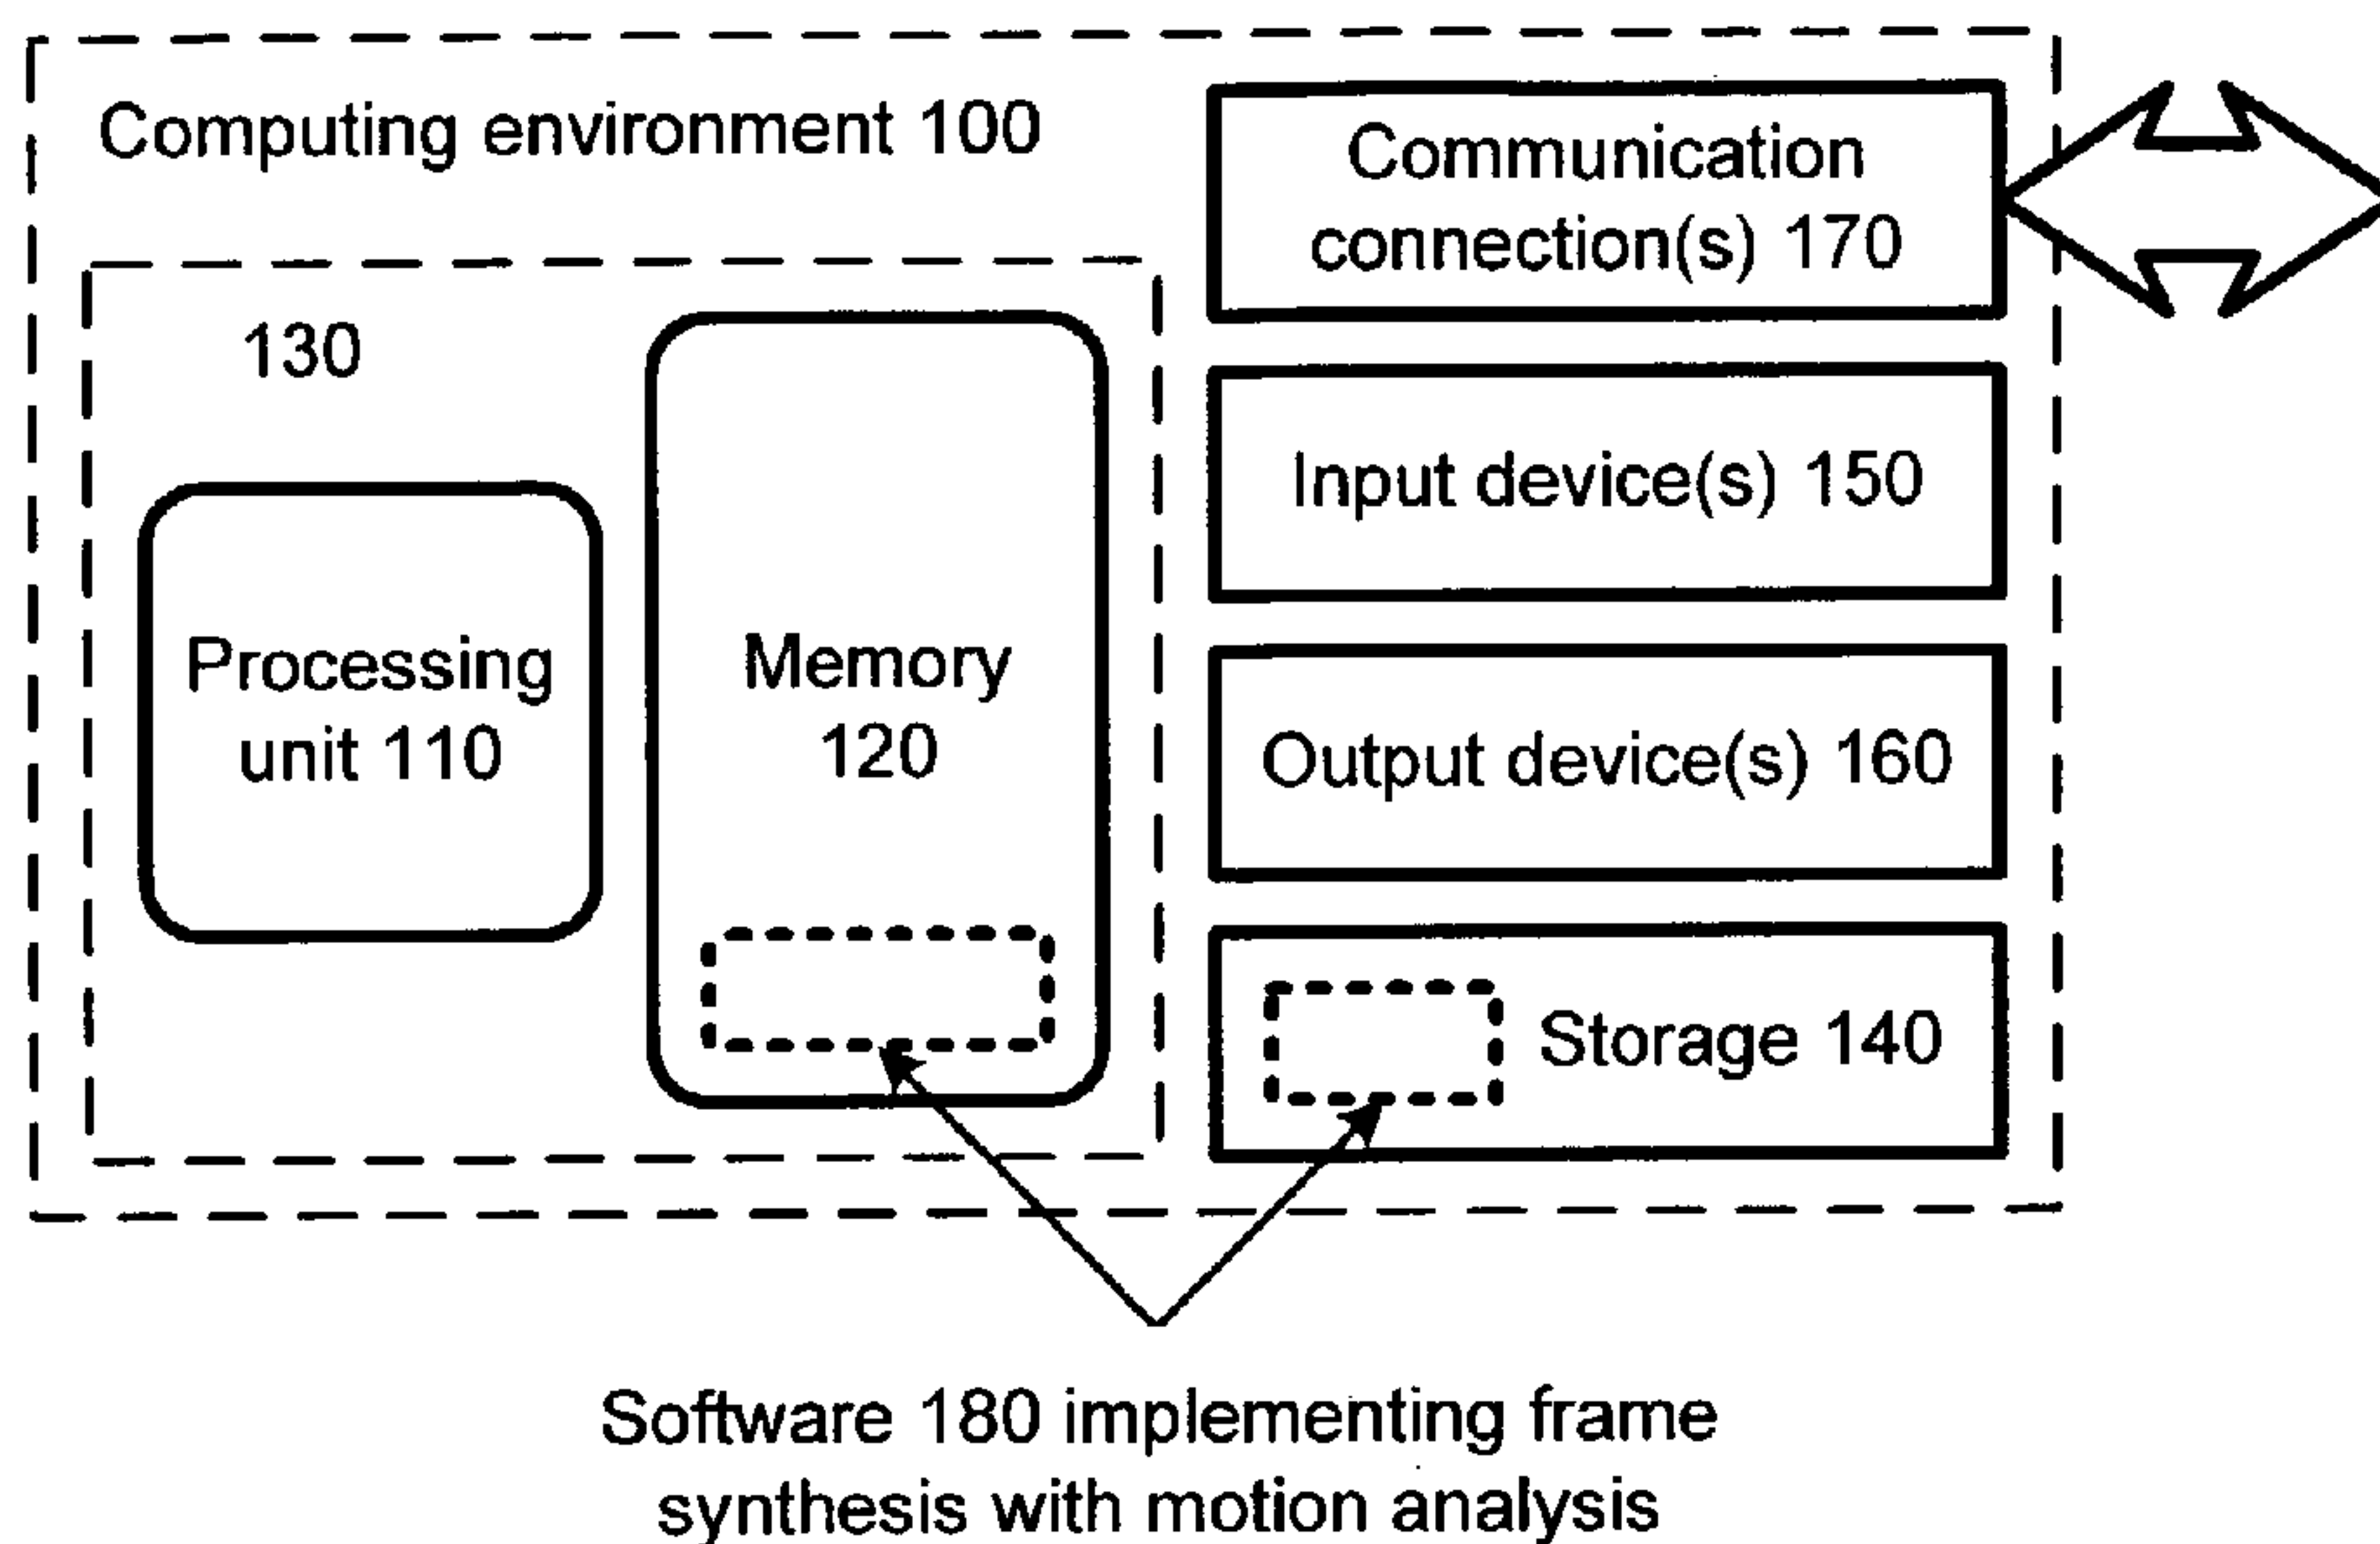 Computing environment 100
Communication
connection(s) 170
130
Input device(s) 150
Processing
unit 110
Memory
120
Output device(s) 160
Storage 140
Software 180 implementing frame
synthesis with motion analysis